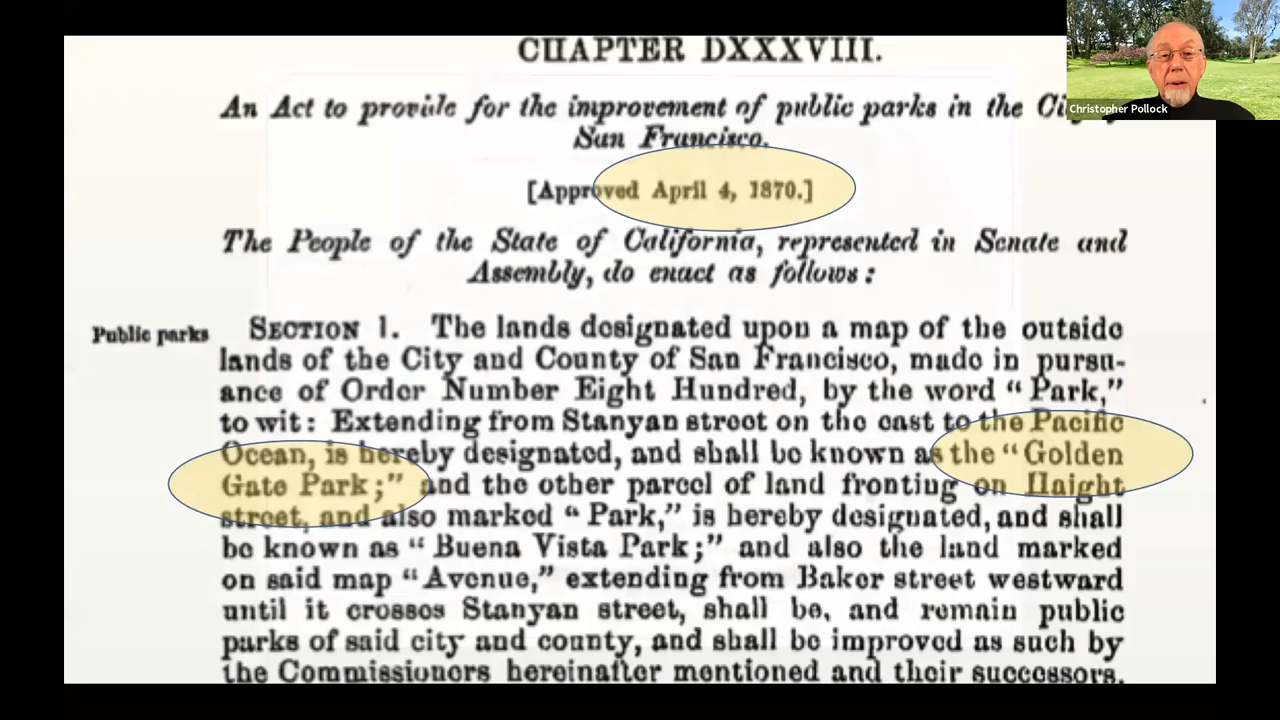 CHAPTER DXXXVIII.
Christopher Pollock
An Act to provide for the improvement of public parks in the City
San Francisco.
[Approved April 4, 1870.]
The People of the State of California, represented in Senate and
Assembly, do enact as follows:
Public parks
SECTION 1. The lands designated upon a map of the outside
lands of the City and County of San Francisco, made in pursu-
ance of Order Number Eight Hundred, by the word "Park,"
to wit: Extending from Stanyan street on the east to the Pacific
Ocean, is hereby designated, and shall be known as the "Golden
Gate Park;" and the other parcel of land fronting on Haight
street, and also marked "Park," is hereby designated, and shall
be known as "Buena Vista Park;" and also the land marked
on said map "Avenue," extending from Baker street westward
until it crosses Stanyan street, shall be, and remain public
parks of said city and county, and shall be improved as such by
the Commissioners hereinafter mentioned and their successors.